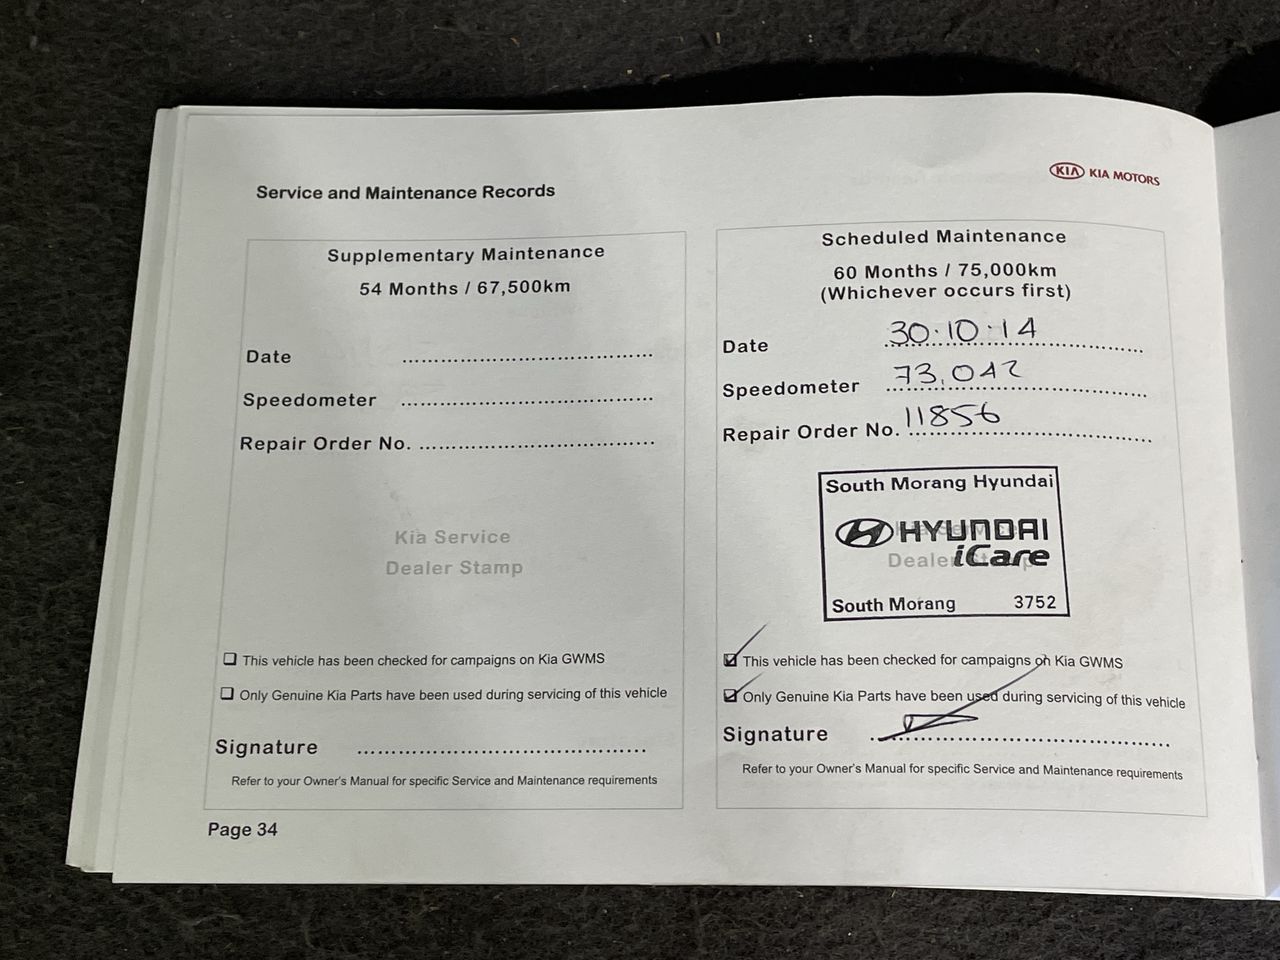 Service and Maintenance Records
KIA KIA MOTORS
Supplementary Maintenance
54 Months / 67,500km
Date ........................................
Speedometer ........................................
Repair Order No. .....................................
Kia Service
Dealer Stamp
❑ This vehicle has been checked for campaigns on Kia GWMS
❑ Only Genuine Kia Parts have been used during servicing of this vehicle
Signature ..........................................
Refer to your Owner's Manual for specific Service and Maintenance requirements
Scheduled Maintenance
60 Months / 75,000km
(Whichever occurs first)
Date 30.10.14
Speedometer 73,042
Repair Order No. 11856
South Morang Hyundai
HYUNDAI
iCare
Dealer
South Morang 3752
☑ This vehicle has been checked for campaigns on Kia GWMS
☑ Only Genuine Kia Parts have been used during servicing of this vehicle
Signature ..........................................
Refer to your Owner's Manual for specific Service and Maintenance requirements
Page 34